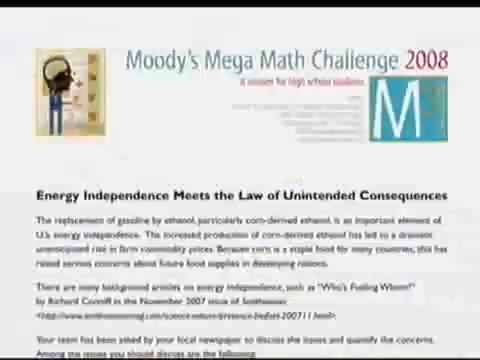 Moody's Mega Math Challenge 2008
A contest for high school students
M
Energy Independence Meets the Law of Unintended Consequences
The replacement of gasoline by ethanol, particularly corn-derived ethanol, is an important element of
U.S. energy independence. The increased production of corn-derived ethanol has led to a dramatic
unanticipated rise in farm commodity prices. Because corn is a staple food for many countries, this has
raised serious concerns about future food supplies in developing nations.
There are many background articles on energy independence, such as "Who's Fueling Whom?"
by Richard Conniff in the November 2007 issue of Smithsonian
Your team has been asked by your local newspaper to discuss the issues and quantify the concerns.
Among the issues you should discuss are the following